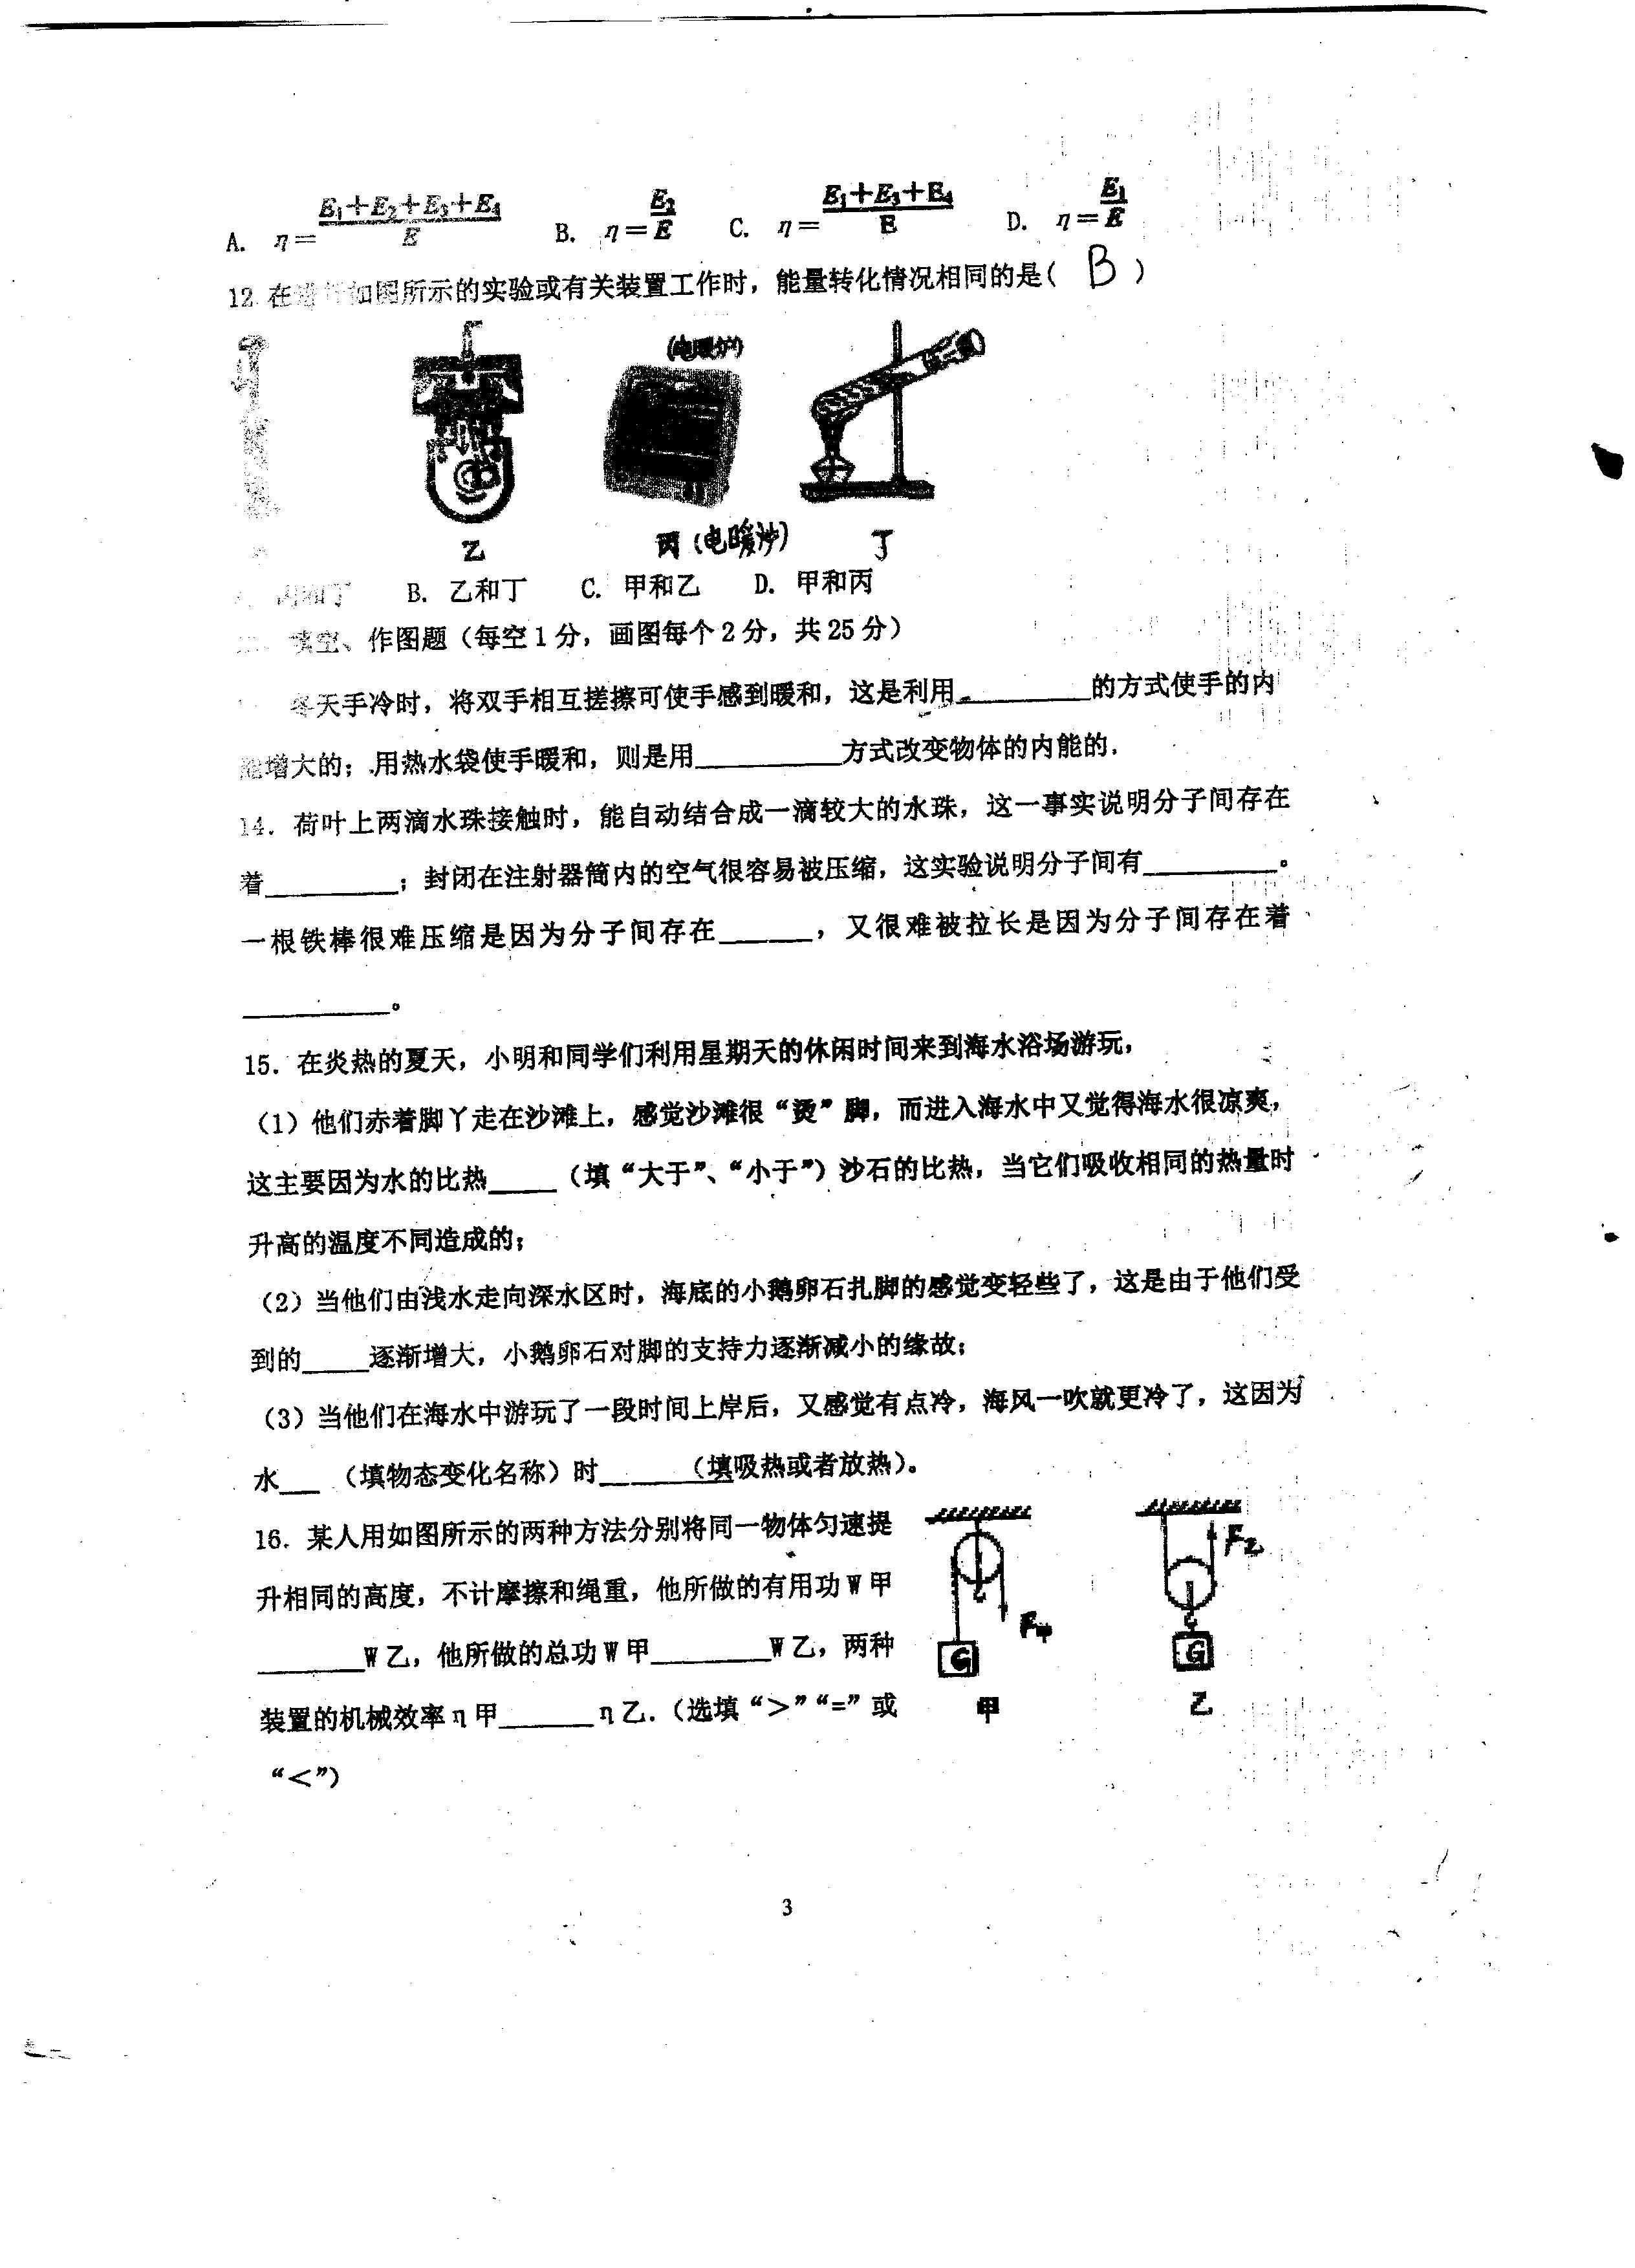 A. η=(E₁+E₂+E₃+E₄)/E B. η=E₂/E C. η=(E₁+E₃+E₄)/E D. η=E₁/E
12 在进行如图所示的实验或有关装置工作时，能量转化情况相同的是( B )
(电暖炉)
乙 丙(电暖炉) 丁
丙和丁 B. 乙和丁 C. 甲和乙 D. 甲和丙
填空、作图题（每空1分，画图每个2分，共25分）
冬天手冷时，将双手相互搓擦可使手感到暖和，这是利用__________的方式使手的内
能增大的；用热水袋使手暖和，则是用__________方式改变物体的内能的.
14. 荷叶上两滴水珠接触时，能自动结合成一滴较大的水珠，这一事实说明分子间存在
着__________；封闭在注射器筒内的空气很容易被压缩，这实验说明分子间有__________。
一根铁棒很难压缩是因为分子间存在_______，又很难被拉长是因为分子间存在着
__________。
15. 在炎热的夏天，小明和同学们利用星期天的休闲时间来到海水浴场游玩，
（1）他们赤着脚丫走在沙滩上，感觉沙滩很“烫”脚，而进入海水中又觉得海水很凉爽，
这主要因为水的比热_____（填“大于”、“小于”）沙石的比热，当它们吸收相同的热量时
升高的温度不同造成的；
（2）当他们由浅水走向深水区时，海底的小鹅卵石扎脚的感觉变轻些了，这是由于他们受
到的_____逐渐增大，小鹅卵石对脚的支持力逐渐减小的缘故；
（3）当他们在海水中游玩了一段时间上岸后，又感觉有点冷，海风一吹就更冷了，这因为
水___（填物态变化名称）时_______（填吸热或者放热）。
16. 某人用如图所示的两种方法分别将同一物体匀速提
升相同的高度，不计摩擦和绳重，他所做的有用功W甲
________W乙，他所做的总功W甲_________W乙，两种
装置的机械效率η甲_______η乙.（选填“＞”“=”或
“＜”）
F甲 G 甲
F乙 G 乙
3